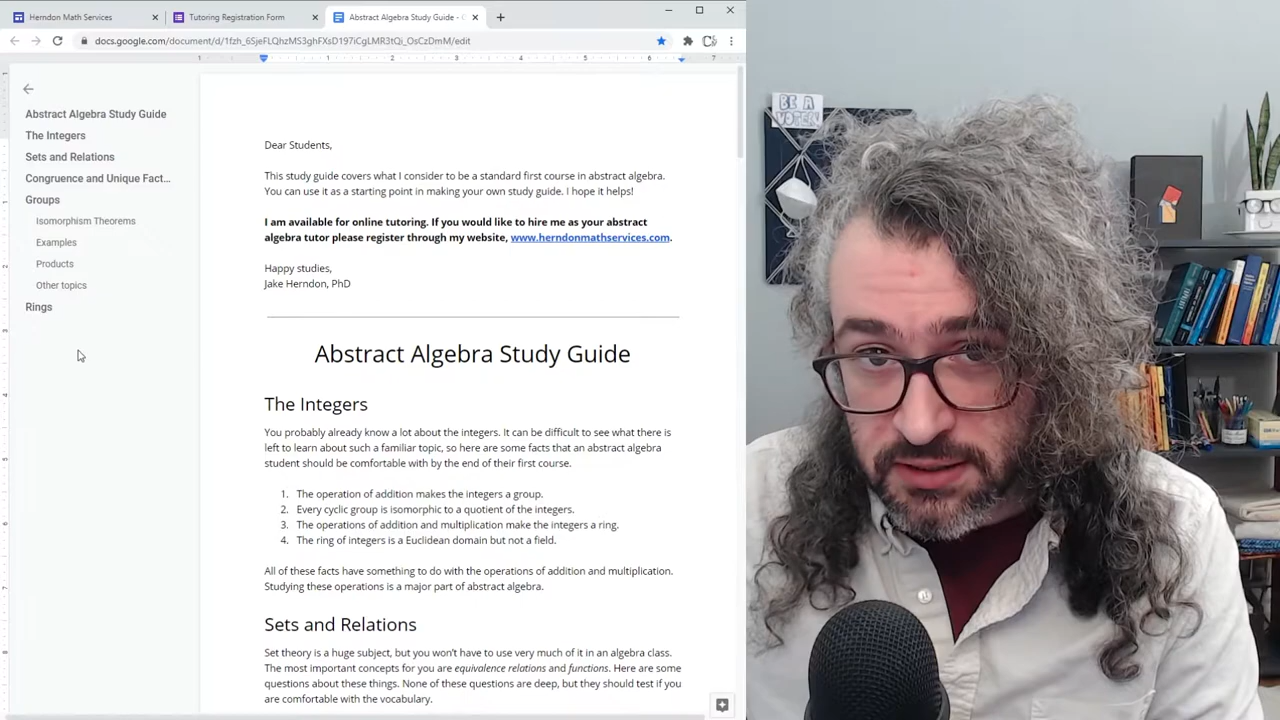 Herndon Math Services
Tutoring Registration Form
Abstract Algebra Study Guide -
docs.google.com/document/d/1fzh_6SjeFLQhzMS3ghFXsD197iCgLMR3tQi_OsCzDmM/edit
1 1 2 3 4 5 6 7
Abstract Algebra Study Guide
The Integers
Sets and Relations
Congruence and Unique Fact...
Groups
Isomorphism Theorems
Examples
Products
Other topics
Rings
Dear Students,
This study guide covers what I consider to be a standard first course in abstract algebra.
You can use it as a starting point in making your own study guide. I hope it helps!
I am available for online tutoring. If you would like to hire me as your abstract
algebra tutor please register through my website, www.herndonmathservices.com.
Happy studies,
Jake Herndon, PhD
Abstract Algebra Study Guide
The Integers
You probably already know a lot about the integers. It can be difficult to see what there is
left to learn about such a familiar topic, so here are some facts that an abstract algebra
student should be comfortable with by the end of their first course.
1. The operation of addition makes the integers a group.
2. Every cyclic group is isomorphic to a quotient of the integers.
3. The operations of addition and multiplication make the integers a ring.
4. The ring of integers is a Euclidean domain but not a field.
All of these facts have something to do with the operations of addition and multiplication.
Studying these operations is a major part of abstract algebra.
Sets and Relations
Set theory is a huge subject, but you won't have to use very much of it in an algebra class.
The most important concepts for you are equivalence relations and functions. Here are some
questions about these things. None of these questions are deep, but they should test if you
are comfortable with the vocabulary.
BE A
VOTER!